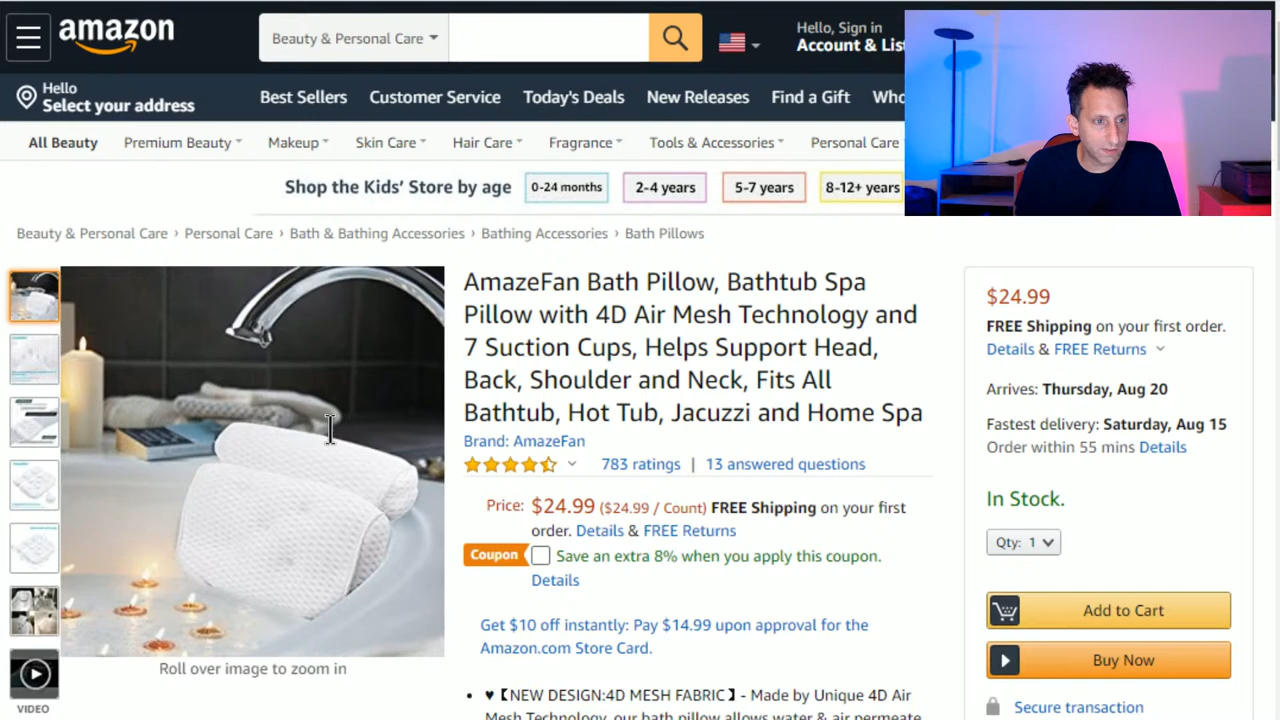 amazon
Beauty & Personal Care
Hello, Sign in
Account & Lis
Hello
Select your address
Best Sellers
Customer Service
Today's Deals
New Releases
Find a Gift
Who
All Beauty
Premium Beauty
Makeup
Skin Care
Hair Care
Fragrance
Tools & Accessories
Personal Care
Shop the Kids' Store by age
0-24 months
2-4 years
5-7 years
8-12+ years
Beauty & Personal Care › Personal Care › Bath & Bathing Accessories › Bathing Accessories › Bath Pillows
AmazeFan Bath Pillow, Bathtub Spa
Pillow with 4D Air Mesh Technology and
7 Suction Cups, Helps Support Head,
Back, Shoulder and Neck, Fits All
Bathtub, Hot Tub, Jacuzzi and Home Spa
Brand: AmazeFan
783 ratings | 13 answered questions
Price: $24.99 ($24.99 / Count) FREE Shipping on your first
order. Details & FREE Returns
Coupon Save an extra 8% when you apply this coupon.
Details
Get $10 off instantly: Pay $14.99 upon approval for the
Amazon.com Store Card.
• ♥【NEW DESIGN:4D MESH FABRIC】- Made by Unique 4D Air
Mesh Technology, our bath pillow allows water & air permeate
Roll over image to zoom in
VIDEO
$24.99
FREE Shipping on your first order.
Details & FREE Returns
Arrives: Thursday, Aug 20
Fastest delivery: Saturday, Aug 15
Order within 55 mins Details
In Stock.
Qty: 1
Add to Cart
Buy Now
Secure transaction